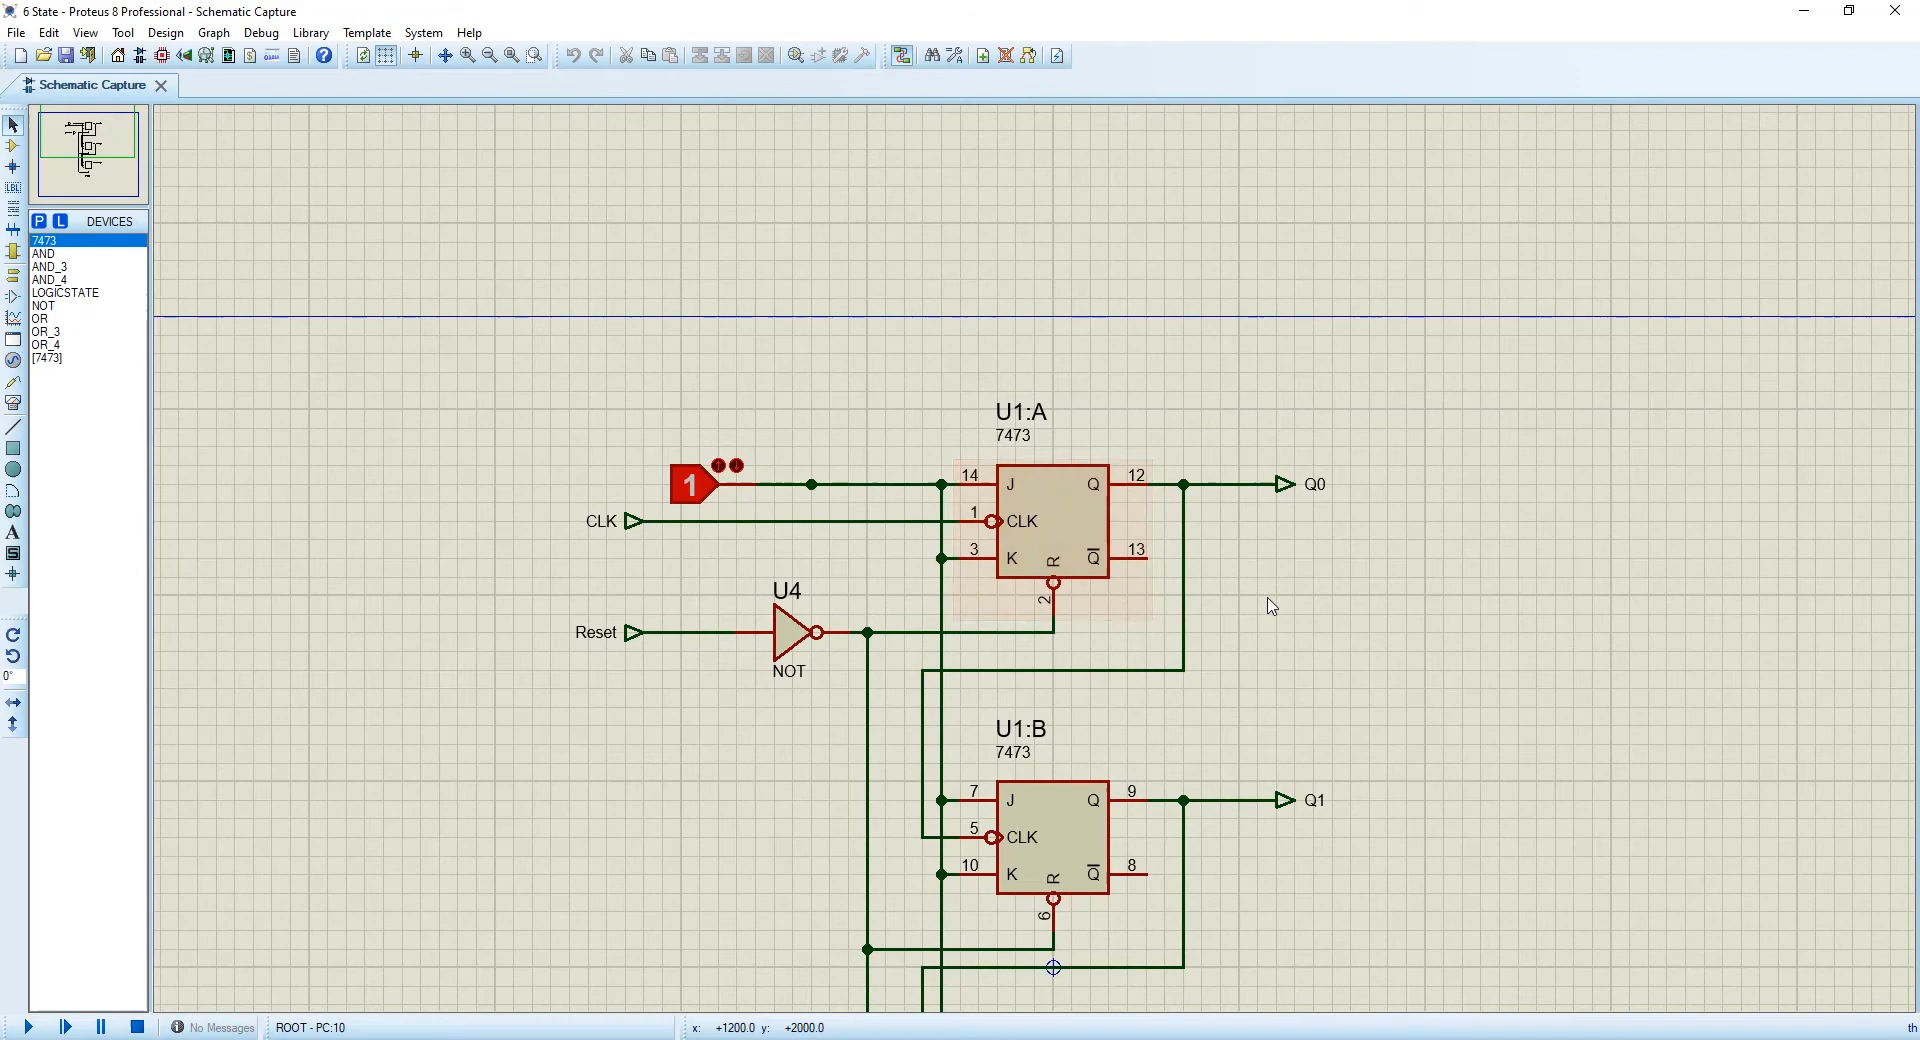 6 State - Proteus 8 Professional - Schematic Capture
File Edit View Tool Design Graph Debug Library Template System Help
Schematic Capture
P L DEVICES
7473
AND
AND_3
AND_4
LOGICSTATE
NOT
OR
OR_3
OR_4
[7473]
LBL
A
S
0°
U1:A
7473
1
14 J Q 12 Q0
CLK 1 CLK
3 K R Q 13
2
U4
Reset
NOT
U1:B
7473
7 J Q 9 Q1
5 CLK
10 K R Q 8
6
No Messages ROOT - PC:10 x: +1200.0 y: +2000.0 th